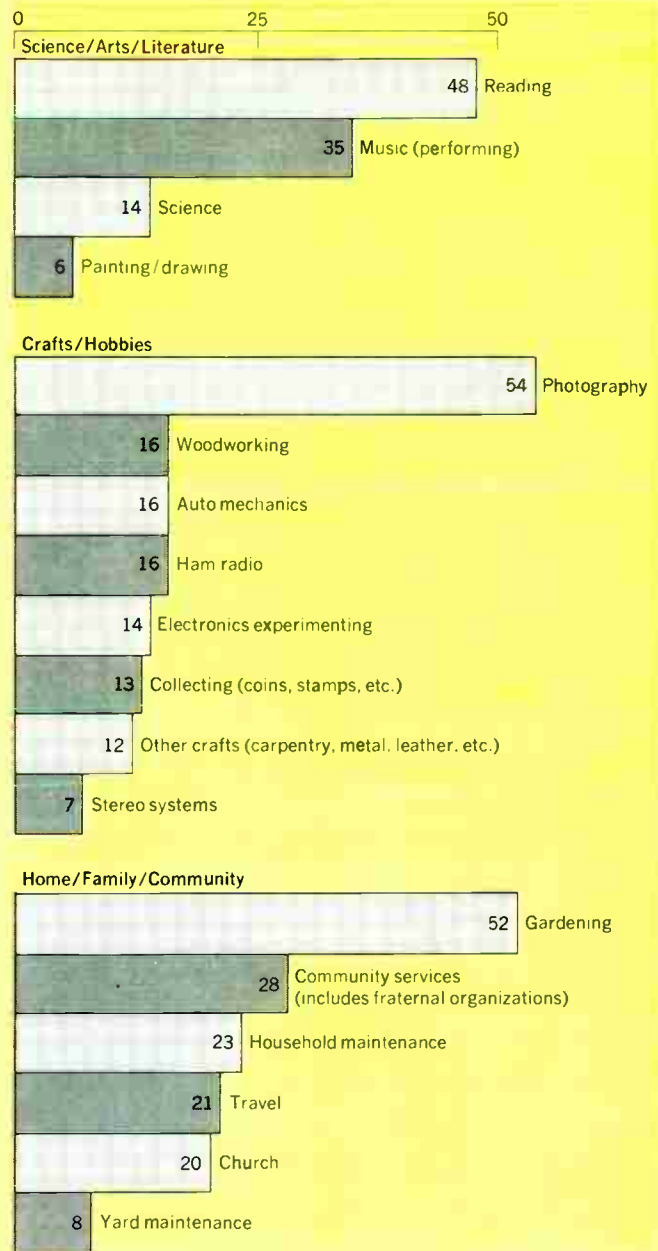 0 25 50
Science/Arts/Literature
48 Reading
35 Music (performing)
14 Science
6 Painting/drawing
Crafts/Hobbies
54 Photography
16 Woodworking
16 Auto mechanics
16 Ham radio
14 Electronics experimenting
13 Collecting (coins, stamps, etc.)
12 Other crafts (carpentry, metal, leather, etc.)
7 Stereo systems
Home/Family/Community
52 Gardening
28 Community services
(includes fraternal organizations)
23 Household maintenance
21 Travel
20 Church
8 Yard maintenance